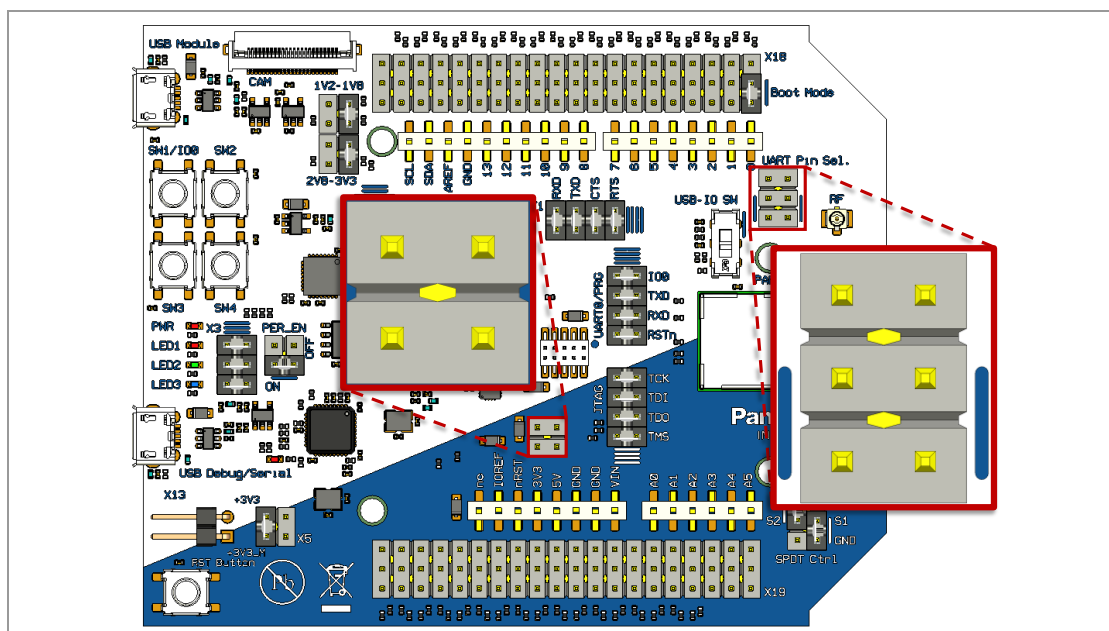 USB Module
CAM
1V2-1V8
X18
Boot Mode
SW1/IO0
SW2
2V8-3V3
SCL
SDA
AREF
GND
13
12
11
10
9
8
7
6
5
4
3
2
1
0
UART Pin Sel.
RXD
TXD
CTS
RTS
USB-IO SW
RF
SW3
SW4
UART0/PRG
IO0
TXD
RXD
RSTn
PWR
LED1
LED2
LED3
X3
PER_EN
OFF
ON
JTAG
TCK
TDI
TDO
TMS
Pan
IN
USB Debug/Serial
nc
IOREF
nRST
3V3
5V
GND
GND
VIN
A0
A1
A2
A3
A4
A5
X13
+3V3
X5
+3V3_M
RST Button
Pb
S2
S1
GND
SPDT Ctrl
X19